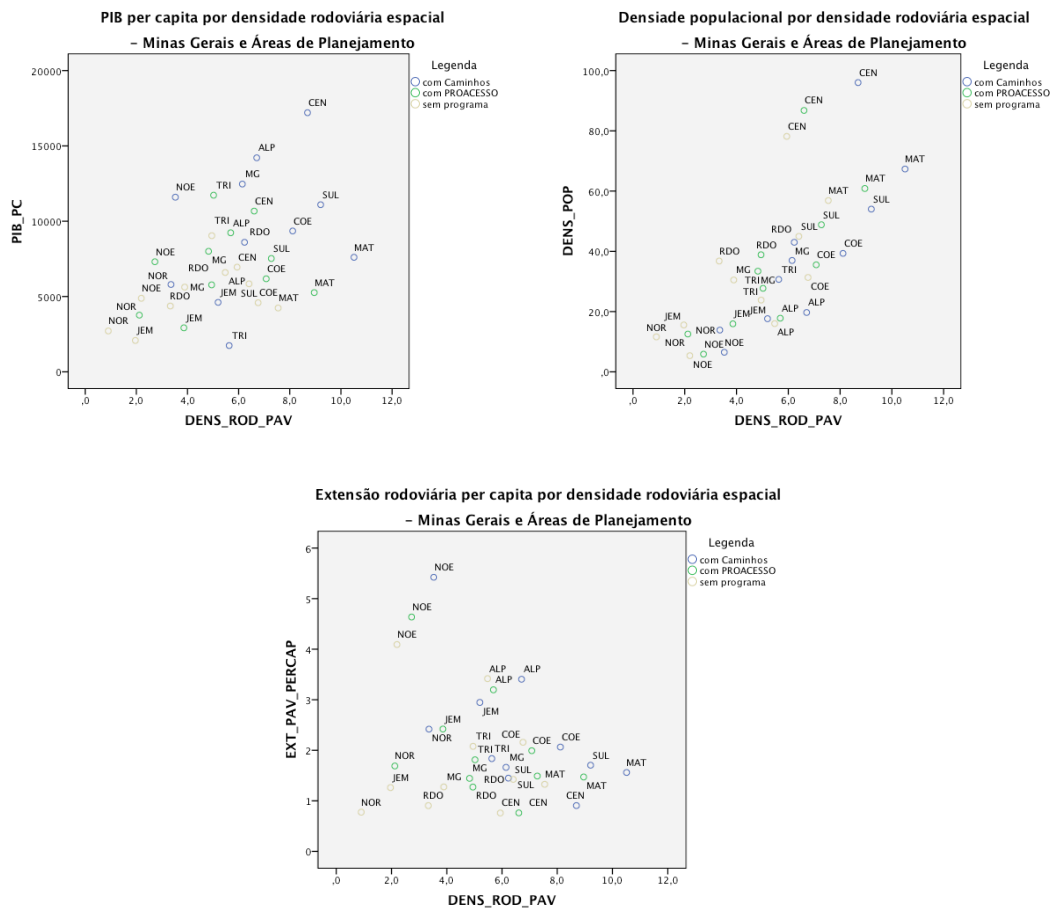 PIB per capita por densidade rodoviária espacial
– Minas Gerais e Áreas de Planejamento
Legenda
com Caminhos
com PROACESSO
sem programa
20000
15000
10000
5000
0
PIB_PC
CEN
ALP
MG
NOE
TRI
SUL
CEN
TRI
ALP
RDO
COE
NOE
MG
CEN
SUL
MAT
RDO
COE
NOR
NOE
MG
ALP
MAT
NOR
RDO
JEM
SUL
COE
MAT
NOR
JEM
JEM
TRI
,0
2,0
4,0
6,0
8,0
10,0
12,0
DENS_ROD_PAV
Densiade populacional por densidade rodoviária espacial
– Minas Gerais e Áreas de Planejamento
Legenda
com Caminhos
com PROACESSO
sem programa
100,0
80,0
60,0
40,0
20,0
,0
DENS_POP
CEN
CEN
CEN
MAT
MAT
MAT
SUL
SUL
RDO
SUL
RDO
RDO
MG
COE
COE
MG
TRI
TRI
MG
COE
TRI
JEM
NOR
JEM
JEM
ALP
ALP
ALP
NOR
NOR
NOE
NOE
NOE
,0
2,0
4,0
6,0
8,0
10,0
12,0
DENS_ROD_PAV
Extensão rodoviária per capita por densidade rodoviária espacial
– Minas Gerais e Áreas de Planejamento
Legenda
com Caminhos
com PROACESSO
sem programa
6
5
4
3
2
1
0
EXT_PAV_PERCAP
NOE
NOE
NOE
ALP
ALP
ALP
JEM
JEM
NOR
TRI
COE
COE
COE
NOR
TRI
TRI
MG
SUL
MAT
JEM
MG
MG
RDO
SUL
SUL
MAT
MAT
NOR
RDO
RDO
CEN
CEN
CEN
,0
2,0
4,0
6,0
8,0
10,0
12,0
DENS_ROD_PAV